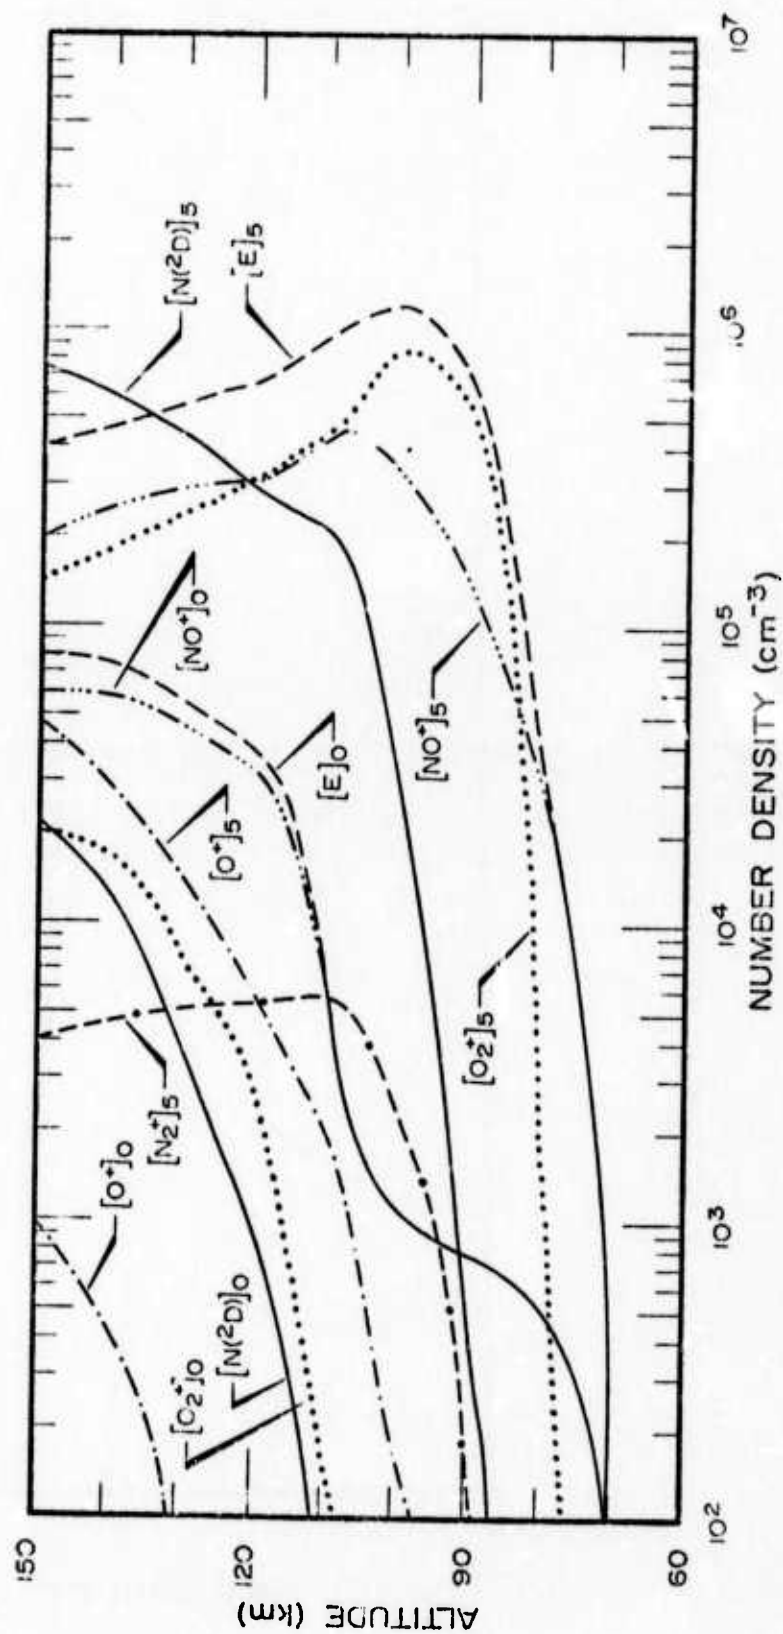 ALTITUDE (km)
150
120
90
60
10²
10³
10⁴
10⁵
10⁶
10⁷
NUMBER DENSITY (cm⁻³)
[O⁺]₀
[N₂⁺]₅
[O₂⁺]₀
[N(²D)]₀
[O⁺]₅
[NO⁺]₀
[E]₀
[NO⁺]₅
[O₂⁺]₅
[N(²D)]₅
[E]₅